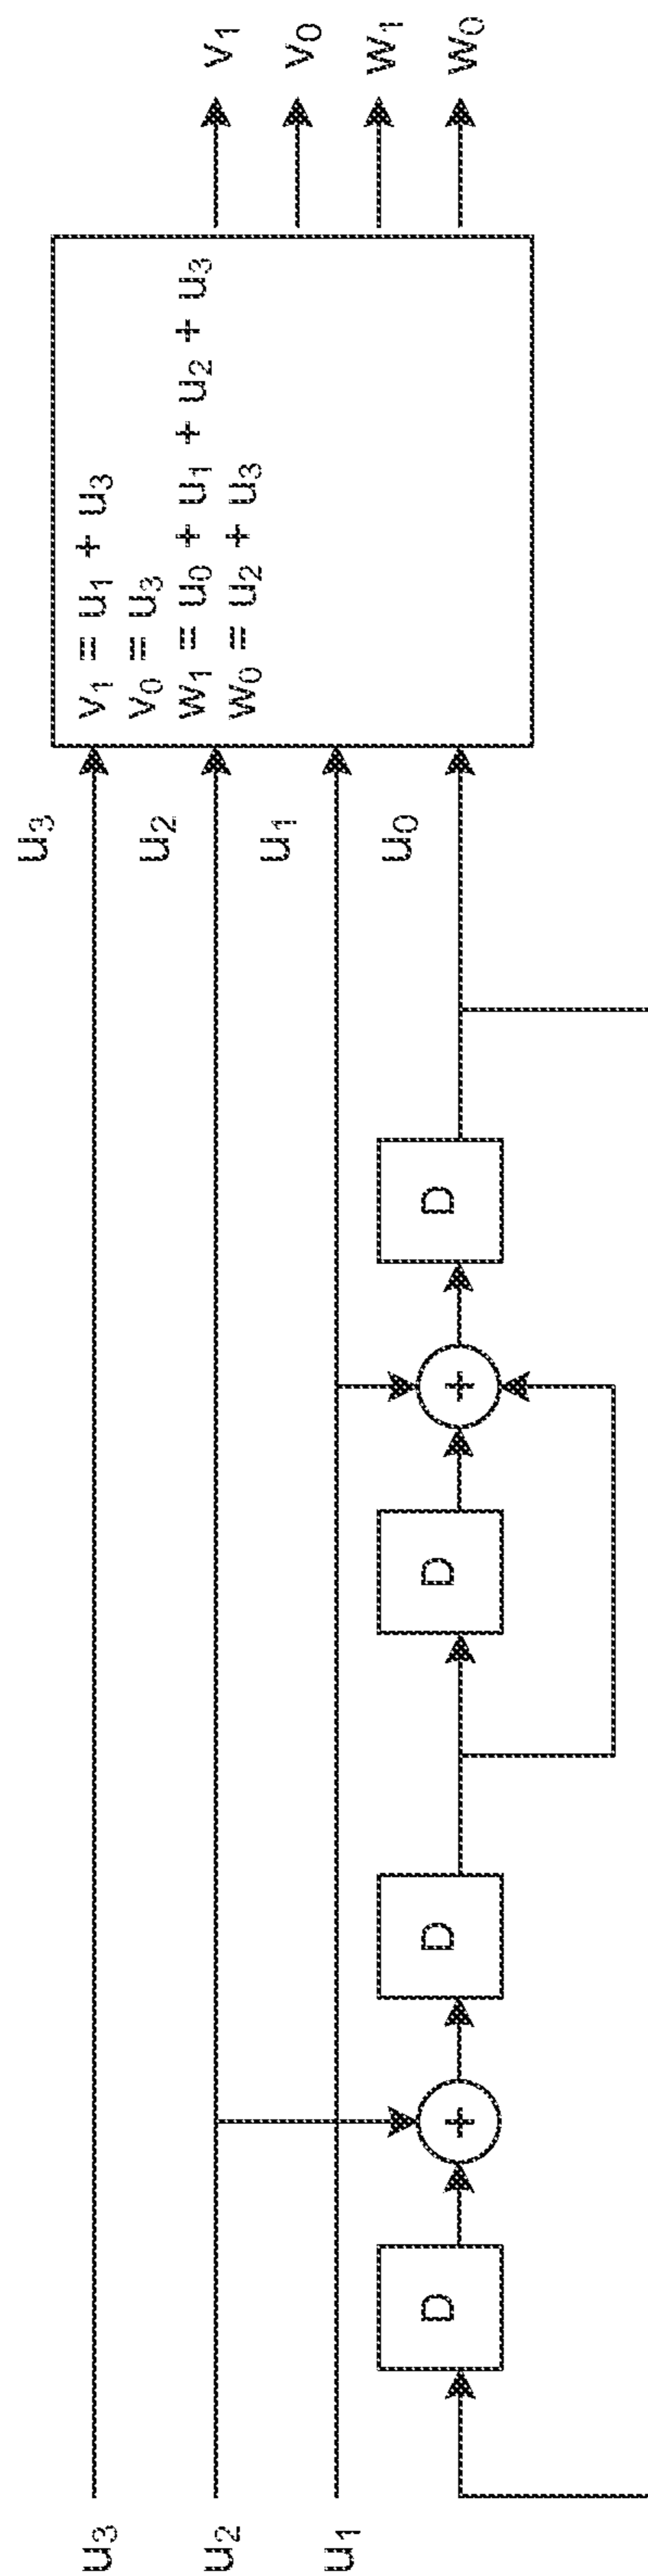 u₃
u₂
u₁
D
+
D
D
+
D
u₃
u₂
u₁
u₀
v₁ = u₁ + u₃
v₀ = u₃
w₁ = u₀ + u₁ + u₂ + u₃
w₀ = u₂ + u₃
v₁
v₀
w₁
w₀